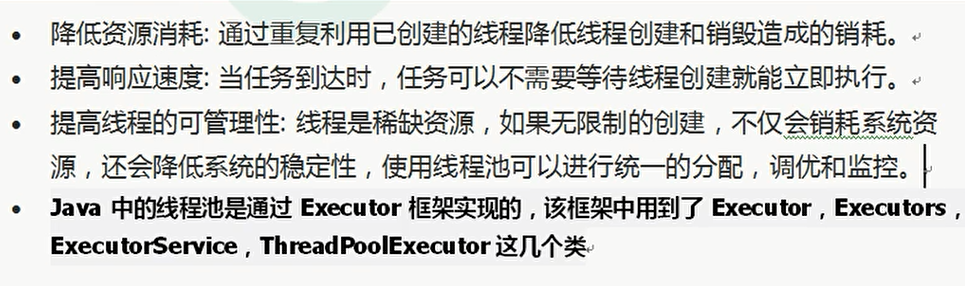 • 降低资源消耗: 通过重复利用已创建的线程降低线程创建和销毁造成的销耗。
• 提高响应速度: 当任务到达时，任务可以不需要等待线程创建就能立即执行。
• 提高线程的可管理性: 线程是稀缺资源，如果无限制的创建，不仅会销耗系统资
源，还会降低系统的稳定性，使用线程池可以进行统一的分配，调优和监控。
• Java 中的线程池是通过 Executor 框架实现的，该框架中用到了 Executor，Executors，
ExecutorService，ThreadPoolExecutor 这几个类